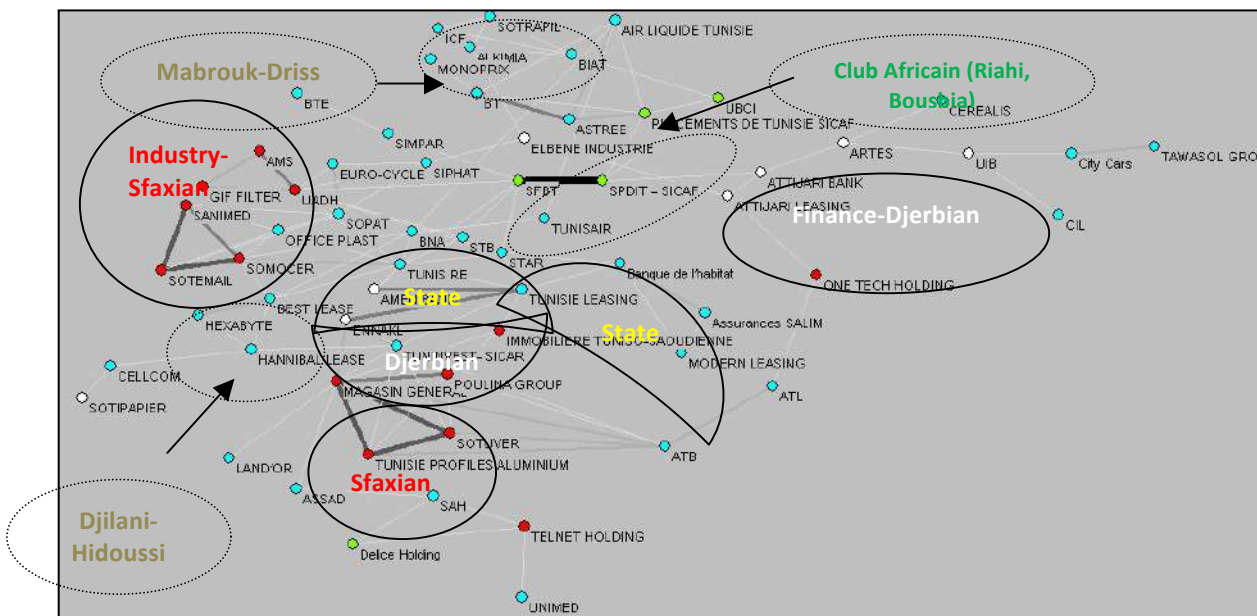 SOTRAPIL
AIR LIQUIDE TUNISIE
ICF
ALKIMIA
Mabrouk-Driss
MONOPRIX
BIAT
Club Africain (Riahi,
Bousbia)
BTE
BT
UBCI
CEREALIS
ASTREE
PLACEMENTS DE TUNISIE SICAF
SIMPAR
ELBENE INDUSTRIE
ARTES
Industry-
Sfaxian
AMS
UIB
City Cars
TAWASOL GRO
EURO-CYCLE
SIPHAT
ATTIJARI BANK
GIF FILTER
LIADH
SFBT
SPDIT - SICAF
ATTIJARI LEASING
SANIMED
SOPAT
TUNISAIR
Finance-Djerbian
CIL
OFFICE PLAST
BNA
STB
SOMOCER
STAR
SOTEMAIL
TUNIS RE
Banque de l'habitat
ONE TECH HOLDING
State
BEST LEASE
TUNISIE LEASING
HEXABYTE
ENNAKL
State
Assurances SALIM
IMMOBILIERE TUNISO-SAOUDIENNE
HANNIBAL LEASE
TUNINVEST-SICAR
Djerbian
MODERN LEASING
CELLCOM
POULINA GROUP
MAGASIN GENERAL
ATL
SOTIPAPIER
SOTUVER
ATB
LAND'OR
TUNISIE PROFILES ALUMINIUM
Sfaxian
ASSAD
SAH
Djilani-
Hidoussi
TELNET HOLDING
Delice Holding
UNIMED